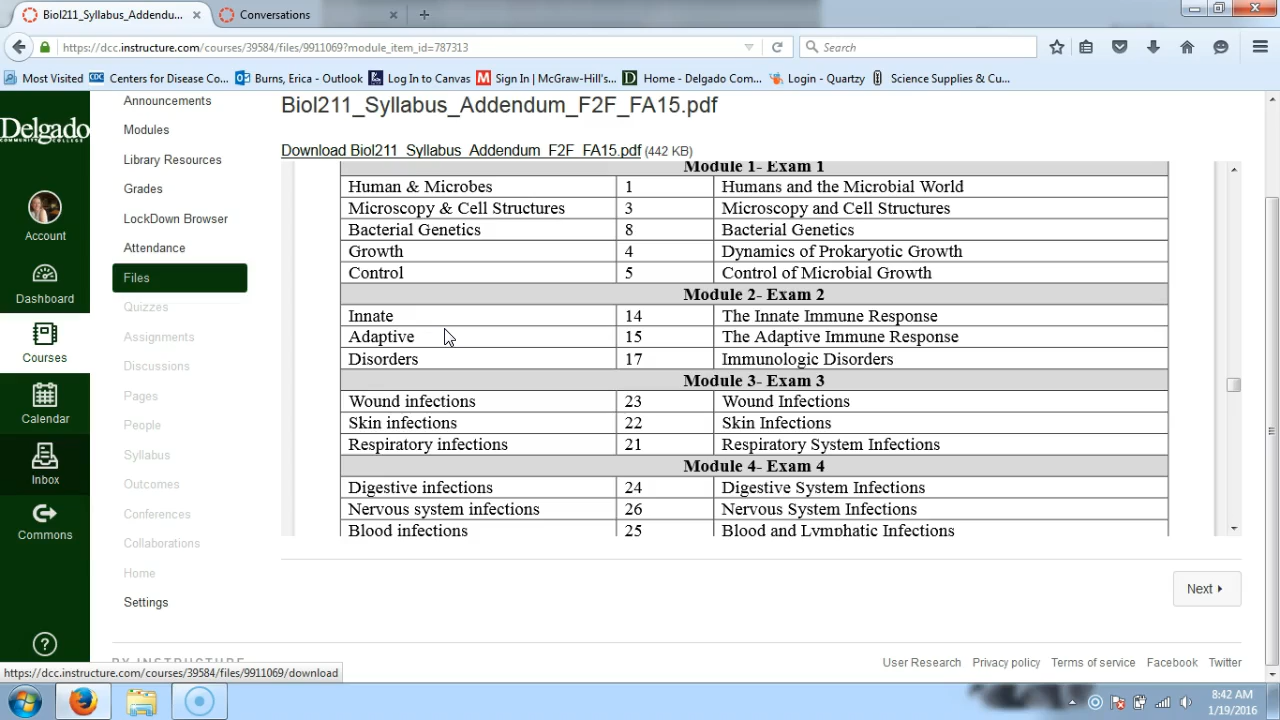 Biol211_Syllabus_Addendu...
Conversations
https://dcc.instructure.com/courses/39584/files/9911069?module_item_id=787313
Search
Most Visited
CDC Centers for Disease Co...
Burns, Erica - Outlook
Log In to Canvas
M Sign In | McGraw-Hill's...
D Home - Delgado Com...
Login - Quartzy
Science Supplies & Cu...
Delgado
COMMUNITY COLLEGE
Account
Dashboard
Courses
Calendar
Inbox
Commons
?
Announcements
Modules
Library Resources
Grades
LockDown Browser
Attendance
Files
Quizzes
Assignments
Discussions
Pages
People
Syllabus
Outcomes
Conferences
Collaborations
Home
Settings
Biol211_Syllabus_Addendum_F2F_FA15.pdf
Download Biol211_Syllabus_Addendum_F2F_FA15.pdf (442 KB)
Module 1- Exam 1
Human & Microbes 1 Humans and the Microbial World
Microscopy & Cell Structures 3 Microscopy and Cell Structures
Bacterial Genetics 8 Bacterial Genetics
Growth 4 Dynamics of Prokaryotic Growth
Control 5 Control of Microbial Growth
Module 2- Exam 2
Innate 14 The Innate Immune Response
Adaptive 15 The Adaptive Immune Response
Disorders 17 Immunologic Disorders
Module 3- Exam 3
Wound infections 23 Wound Infections
Skin infections 22 Skin Infections
Respiratory infections 21 Respiratory System Infections
Module 4- Exam 4
Digestive infections 24 Digestive System Infections
Nervous system infections 26 Nervous System Infections
Blood infections 25 Blood and Lymphatic Infections
Next
BY INSTRUCTURE
User Research Privacy policy Terms of service Facebook Twitter
https://dcc.instructure.com/courses/39584/files/9911069/download
8:42 AM
1/19/2016